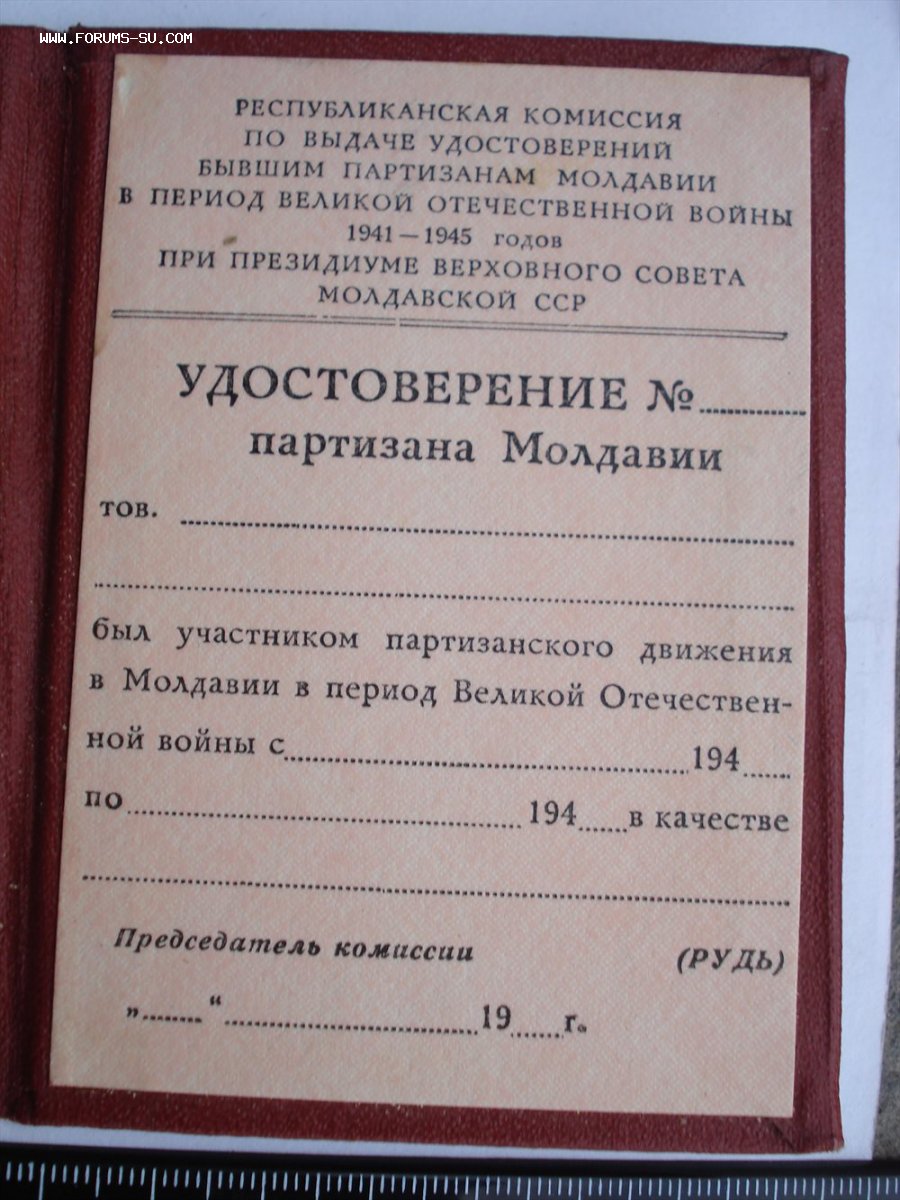 www.forums-su.com
РЕСПУБЛИКАНСКАЯ КОМИССИЯ
ПО ВЫДАЧЕ УДОСТОВЕРЕНИЙ
БЫВШИМ ПАРТИЗАНАМ МОЛДАВИИ
В ПЕРИОД ВЕЛИКОЙ ОТЕЧЕСТВЕННОЙ ВОЙНЫ
1941—1945 годов
ПРИ ПРЕЗИДИУМЕ ВЕРХОВНОГО СОВЕТА
МОЛДАВСКОЙ ССР
УДОСТОВЕРЕНИЕ №..........
партизана Молдавии
тов. ..............................
..............................
был участником партизанского движения
в Молдавии в период Великой Отечествен-
ной войны с.............................. 194......
по.............................. 194......в качестве
..............................
Председатель комиссии (РУДЬ)
„......“..............................19......г.